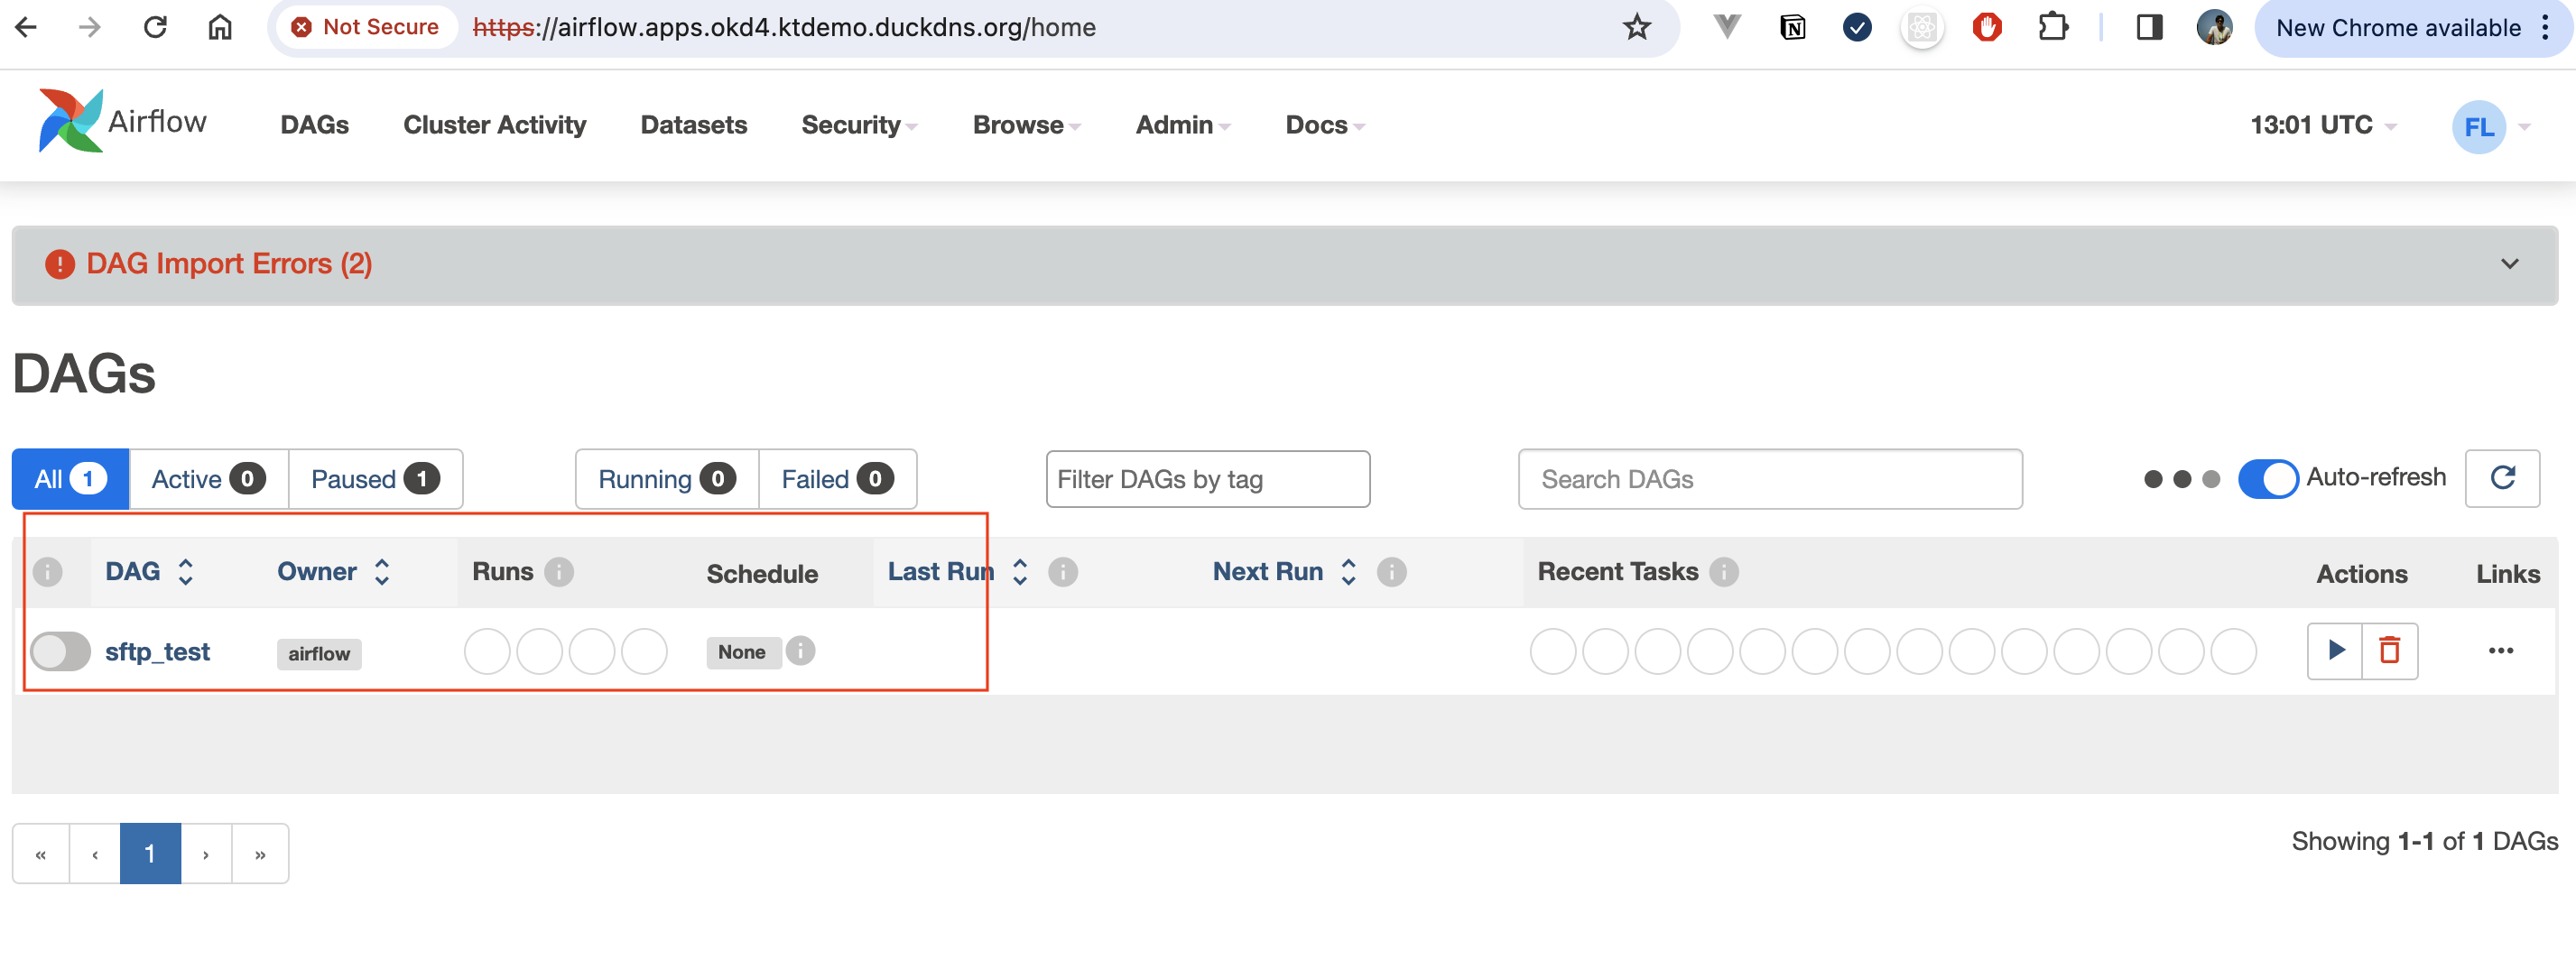 Not Secure https://airflow.apps.okd4.ktdemo.duckdns.org/home New Chrome available
Airflow DAGs Cluster Activity Datasets Security Browse Admin Docs 13:01 UTC FL
DAG Import Errors (2)
DAGs
All 1 Active 0 Paused 1 Running 0 Failed 0 Filter DAGs by tag Search DAGs Auto-refresh
i DAG Owner Runs i Schedule Last Run i Next Run i Recent Tasks i Actions Links
sftp_test airflow None i
« ‹ 1 › »
Showing 1-1 of 1 DAGs